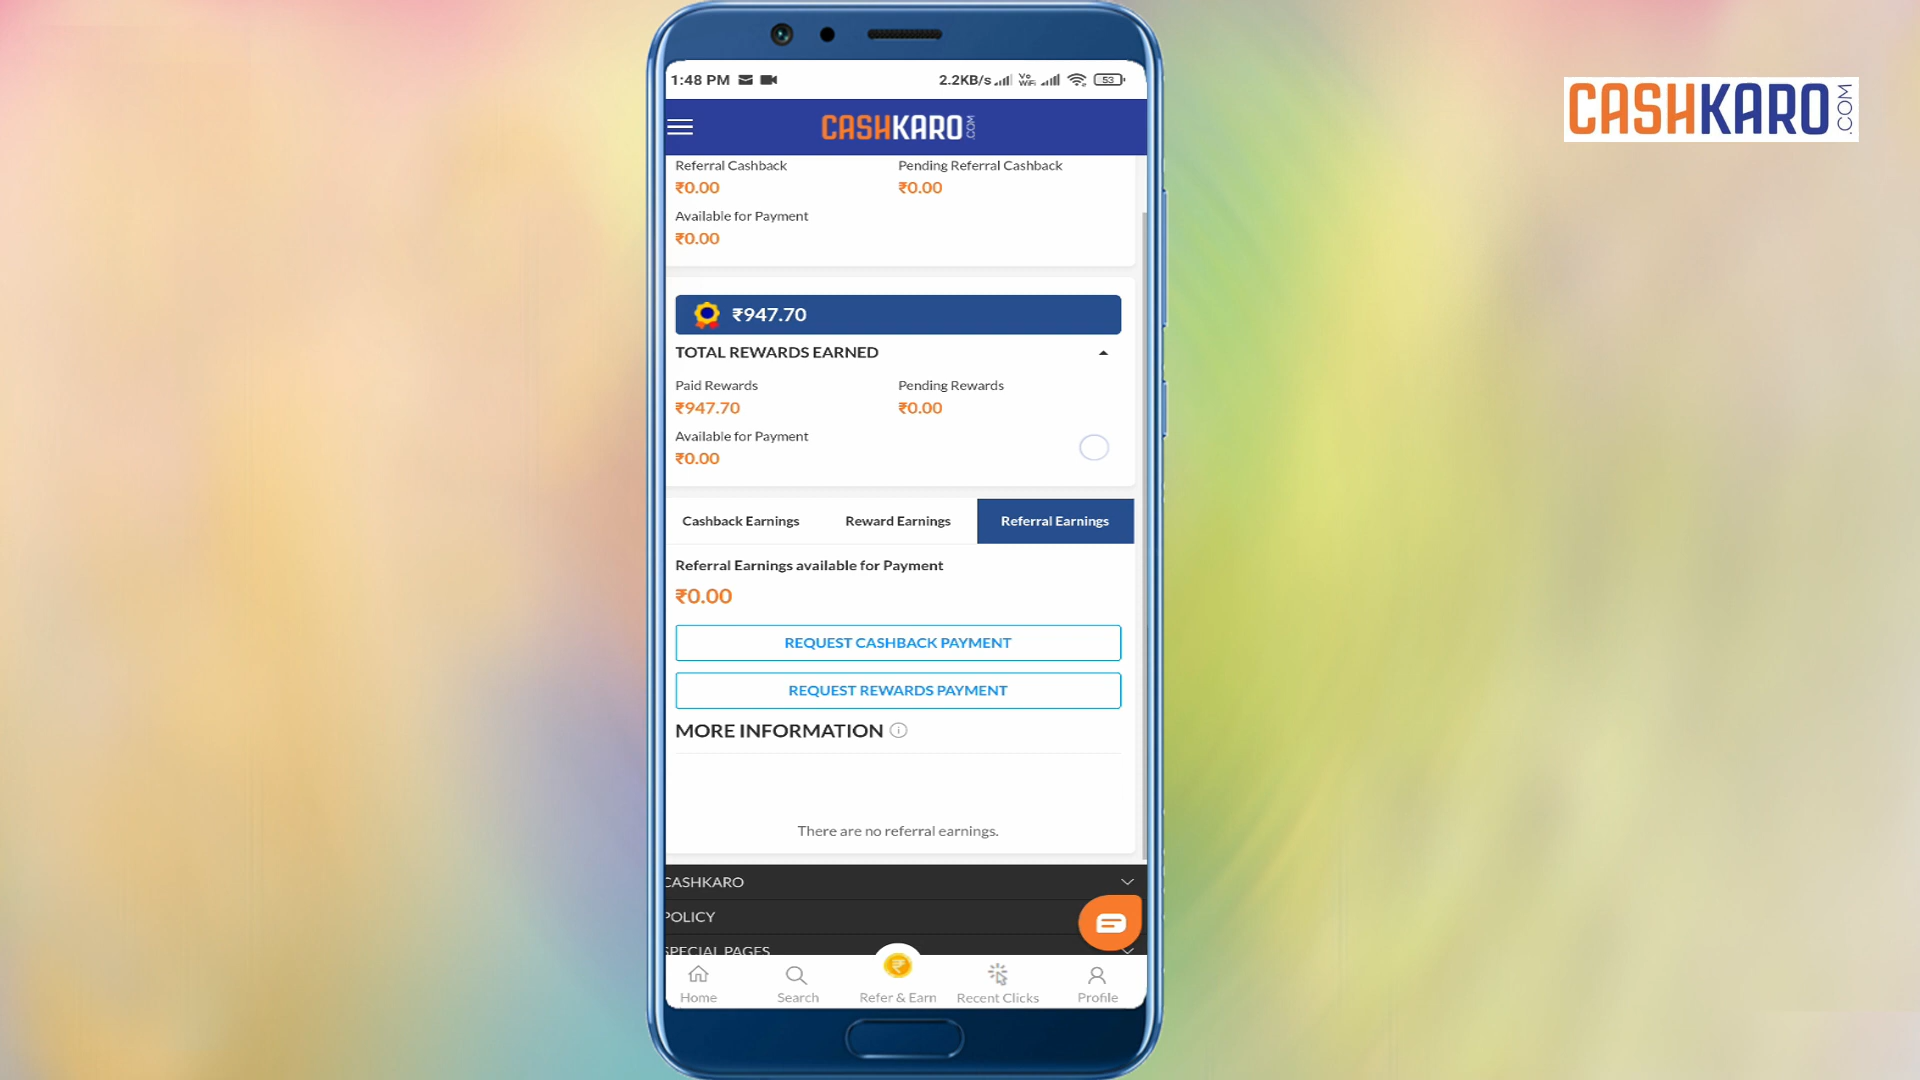 1:48 PM 2.2KB/s Vo WiFi 53
CASHKARO.COM
CASHKARO.COM
Referral Cashback Pending Referral Cashback
₹0.00 ₹0.00
Available for Payment
₹0.00
₹947.70
TOTAL REWARDS EARNED
Paid Rewards Pending Rewards
₹947.70 ₹0.00
Available for Payment
₹0.00
Cashback Earnings Reward Earnings Referral Earnings
Referral Earnings available for Payment
₹0.00
REQUEST CASHBACK PAYMENT
REQUEST REWARDS PAYMENT
MORE INFORMATION
There are no referral earnings.
CASHKARO
POLICY
SPECIAL PAGES
Home Search Refer & Earn Recent Clicks Profile